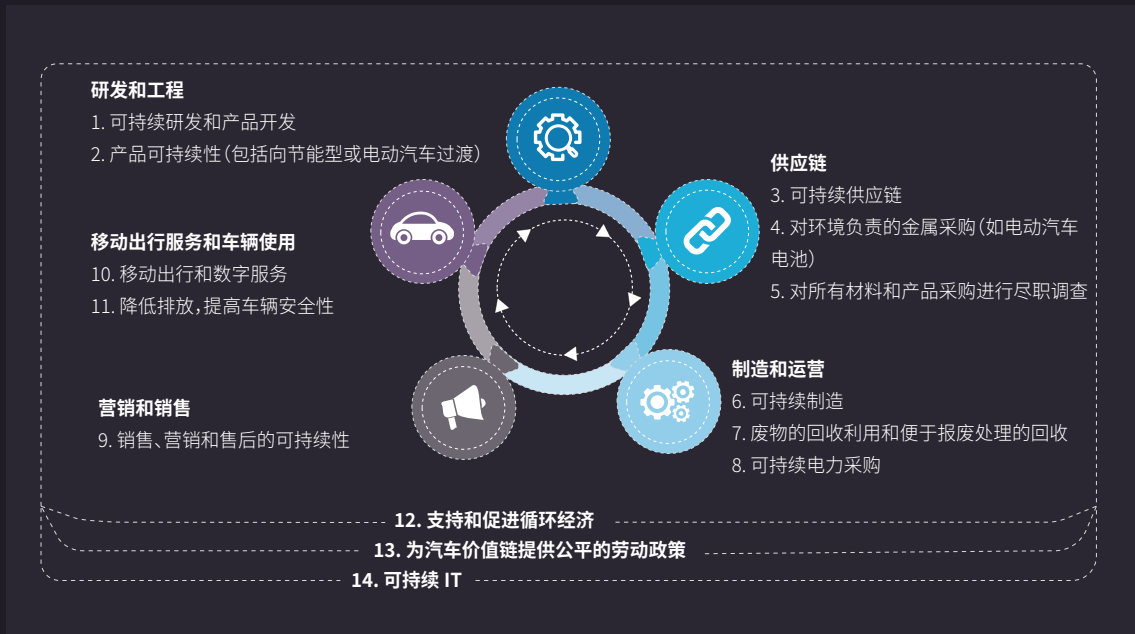 研发和工程
1. 可持续研发和产品开发
2. 产品可持续性（包括向节能型或电动汽车过渡）
供应链
3. 可持续供应链
4. 对环境负责的金属采购（如电动汽车
电池）
5. 对所有材料和产品采购进行尽职调查
制造和运营
6. 可持续制造
7. 废物的回收利用和便于报废处理的回收
8. 可持续电力采购
营销和销售
9. 销售、营销和售后的可持续性
移动出行服务和车辆使用
10. 移动出行和数字服务
11. 降低排放，提高车辆安全性
12. 支持和促进循环经济
13. 为汽车价值链提供公平的劳动政策
14. 可持续 IT